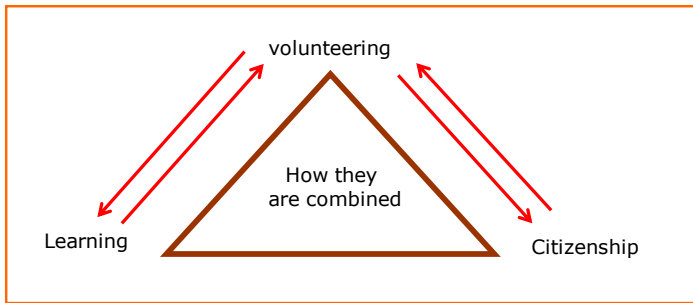 volunteering
How they
are combined
Learning
Citizenship